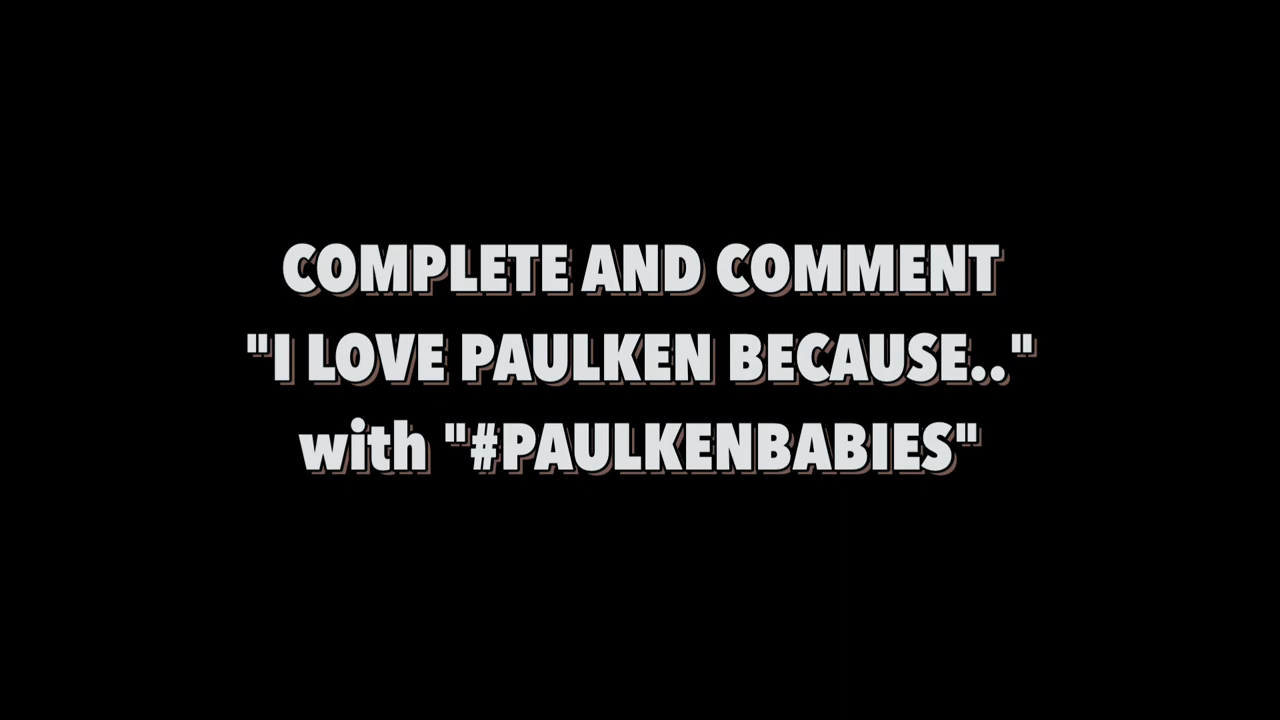 COMPLETE AND COMMENT
"I LOVE PAULKEN BECAUSE.."
with "#PAULKENBABIES"